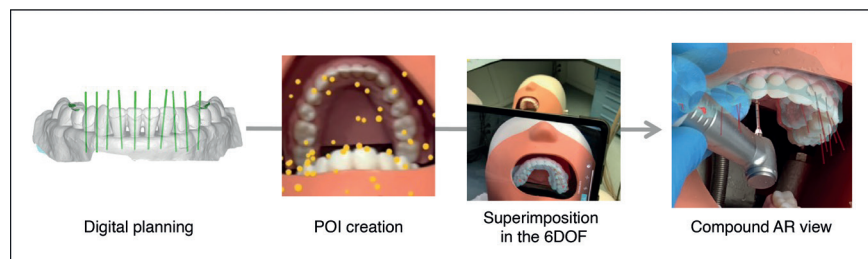 Digital planning
POI creation
Superimposition
in the 6DOF
Compound AR view